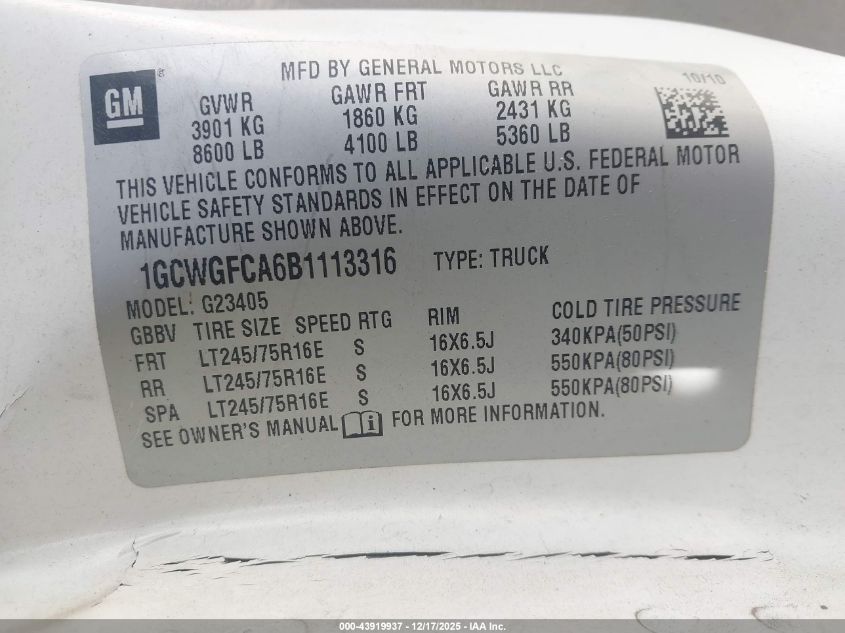 MFD BY GENERAL MOTORS LLC
10/10
GM
GVWR GAWR FRT GAWR RR
3901 KG 1860 KG 2431 KG
8600 LB 4100 LB 5360 LB
THIS VEHICLE CONFORMS TO ALL APPLICABLE U.S. FEDERAL MOTOR
VEHICLE SAFETY STANDARDS IN EFFECT ON THE DATE OF
MANUFACTURE SHOWN ABOVE.
1GCWGFCA6B1113316 TYPE: TRUCK
MODEL: G23405
GBBV TIRE SIZE SPEED RTG RIM COLD TIRE PRESSURE
FRT LT245/75R16E S 16X6.5J 340KPA(50PSI)
RR LT245/75R16E S 16X6.5J 550KPA(80PSI)
SPA LT245/75R16E S 16X6.5J 550KPA(80PSI)
SEE OWNER'S MANUAL i FOR MORE INFORMATION.
000-43919937 - 12/17/2025 - IAA Inc.